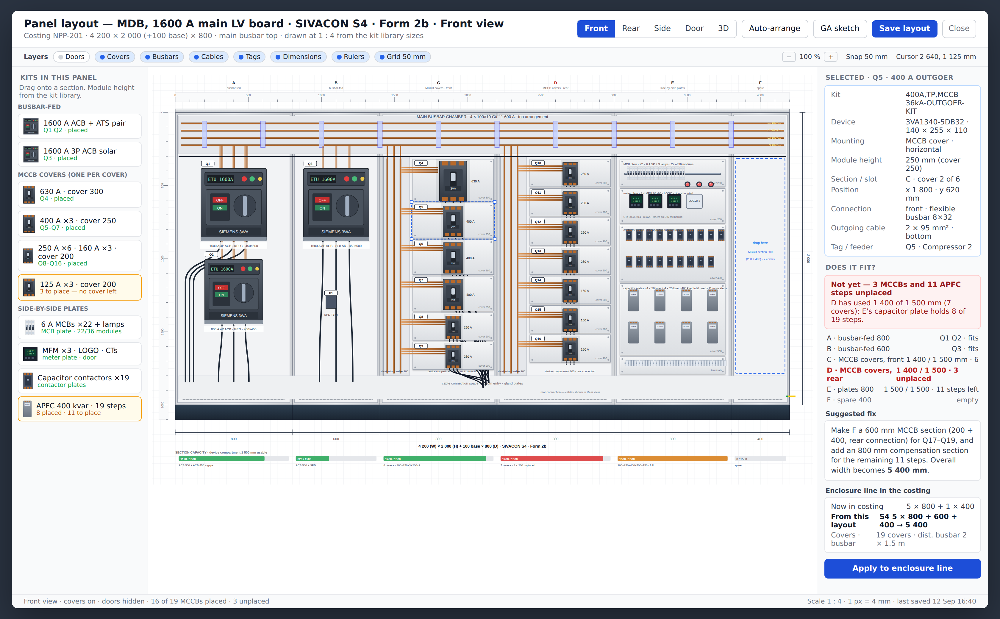 Panel layout — MDB, 1600 A main LV board · SIVACON S4 · Form 2b · Front view
Costing NPP-201 · 4 200 × 2 000 (+100 base) × 800 · main busbar top · drawn at 1 : 4 from the kit library sizes
Front Rear Side Door 3D Auto-arrange GA sketch Save layout Close
Layers Doors Covers Busbars Cables Tags Dimensions Rulers Grid 50 mm
− 100 % + Snap 50 mm Cursor 2 640, 1 125 mm
KITS IN THIS PANEL
Drag onto a section. Module height
from the kit library.
BUSBAR-FED
1600 A ACB + ATS pair
Q1 Q2 · placed
1600 A 3P ACB solar
Q3 · placed
MCCB COVERS (ONE PER COVER)
630 A · cover 300
Q4 · placed
400 A ×3 · cover 250
Q5–Q7 · placed
250 A ×6 · 160 A ×3 ·
cover 200
Q8–Q16 · placed
125 A ×3 · cover 200
3 to place — no cover left
SIDE-BY-SIDE PLATES
6 A MCBs ×22 + lamps
MCB plate · 22/36 modules
MFM ×3 · LOGO · CTs
meter plate · door
Capacitor contactors ×19
contactor plates
APFC 400 kvar · 19 steps
8 placed · 11 to place
A B C D E F
busbar-fed busbar-fed MCCB covers · front MCCB covers · rear side-by-side plates spare
0 500 1000 1500 2000 2500 3000 3500 4000
0
500
1000
1500
2000
MAIN BUSBAR CHAMBER · 4 × 100×10 Cu · 1 600 A · top arrangement
Q1
ETU 1600A
OFF
ON
SIEMENS 3WA
1600 A 4P ACB · KPLC · 450×500
Q2
ETU 1600A
OFF
ON
SIEMENS 3WA
800 A 4P ACB · GEN · 400×450
Q3
ETU 1600A
OFF
ON
SIEMENS 3WA
1600 A 3P ACB · SOLAR · 450×500
F1
SPD T1+2
Q4
3VA
630 A
cover 300
Q5
3VA
400 A
cover 250
Q6
3VA
400 A
cover 250
Q7
3VA
400 A
cover 250
Q8
3VA
250 A
cover 200
Q9
3VA
250 A
cover 200
distribution busbar 200
device compartment front connection
Q10
3VA
250 A
cover 200
Q11
3VA
250 A
cover 200
Q12
3VA
250 A
cover 200
Q13
3VA
250 A
cover 200
Q14
3VA
160 A
cover 200
Q15
3VA
160 A
cover 200
Q16
3VA
160 A
cover 200
distribution busbar 200
device compartment 600 · rear connection
MCB plate · 22 × 6 A SP + 3 lamps · 22 of 36 modules
meter plate · 3 × MFM 96×96 · LOGO · door-mounted
415 V 415 V 415 V
1 240 A 1 240 A 1 240 A
LOGO! 8
CTs 800/5 ×14 · relays · timers on DIN rail behind
cover 250
cover 400
capacitor plates · 4 × 50 kvar + 4 × 25 kvar · 400 kvar total needs 11 more steps
50 kvar 50 kvar 50 kvar 50 kvar
50 kvar 50 kvar 50 kvar 50 kvar
cover 500
terminals
drop here
MCCB section 600
(200 + 400) · 7 covers
cable connection space · bottom entry · gland plates
rear connection — cables shown in Rear view
2 000
800 600 800 800 800 400
4 200 (W) × 2 000 (H) + 100 base × 800 (D) · SIVACON S4 · Form 2b
SECTION CAPACITY · device compartment 1 500 mm usable
1170 / 1500 620 / 1500 1400 / 1500 1400 / 1500 1500 / 1500 0 / 1500
ACB 500 + ACB 450 + gaps ACB 500 + SPD 6 covers · 300+250×3+200×2 7 covers · 3 × 200 unplaced 200+250+400+500+150 · full spare
SELECTED · Q5 · 400 A OUTGOER
Kit 400A,TP,MCCB
36kA-OUTGOER-
KIT
Device 3VA1340-5DB32 ·
140 × 255 × 110
Mounting MCCB cover ·
horizontal
Module height 250 mm (cover
250)
Section / slot C · cover 2 of 6
Position x 1 800 · y 620
mm
Connection front · flexible
busbar 8×32
Outgoing cable 2 × 95 mm² ·
bottom
Tag / feeder Q5 · Compressor 2
DOES IT FIT?
Not yet — 3 MCCBs and 11 APFC
steps unplaced
D has used 1 400 of 1 500 mm (7
covers); E's capacitor plate holds 8 of
19 steps.
A · busbar-fed 800 Q1 Q2 · fits
B · busbar-fed 600 Q3 · fits
C · MCCB covers, front 1 400 / 1 500 mm · 6
D · MCCB covers, 1 400 / 1 500 · 3
rear unplaced
E · plates 800 1 500 / 1 500 · 11 steps left
F · spare 400 empty
Suggested fix
Make F a 600 mm MCCB section (200 +
400, rear connection) for Q17–Q19, and
add an 800 mm compensation section
for the remaining 11 steps. Overall
width becomes 5 400 mm.
Enclosure line in the costing
Now in costing 5 × 800 + 1 × 400
From this S4 5 × 800 + 600 +
layout 400 → 5 400
Covers · 19 covers · dist. busbar 2
busbar × 1.5 m
Apply to enclosure line
Front view · covers on · doors hidden · 16 of 19 MCCBs placed · 3 unplaced
Scale 1 : 4 · 1 px = 4 mm · last saved 12 Sep 16:40